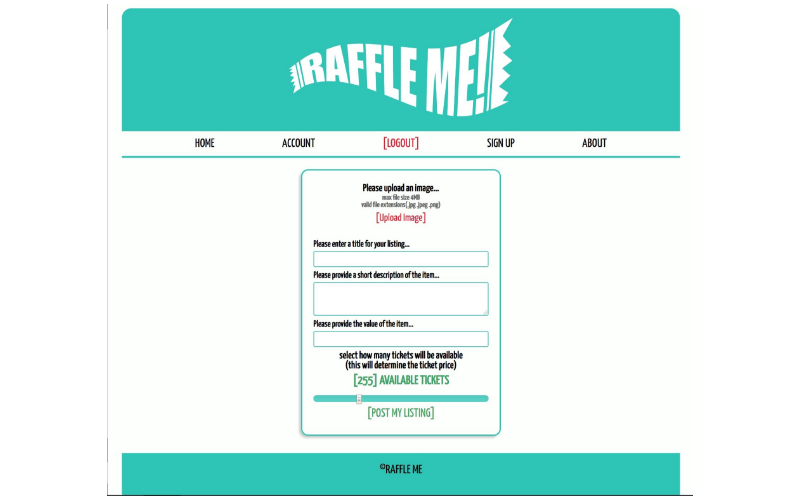 RAFFLE ME!
HOME ACCOUNT [LOGOUT] SIGN UP ABOUT
Please upload an image...
max file size 4MB
valid file extensions(.jpg .jpeg .png)
[Upload Image]
Please enter a title for your listing...
Please provide a short description of the item...
Please provide the value of the item...
select how many tickets will be available
(this will determine the ticket price)
[255] AVAILABLE TICKETS
[POST MY LISTING]
©RAFFLE ME